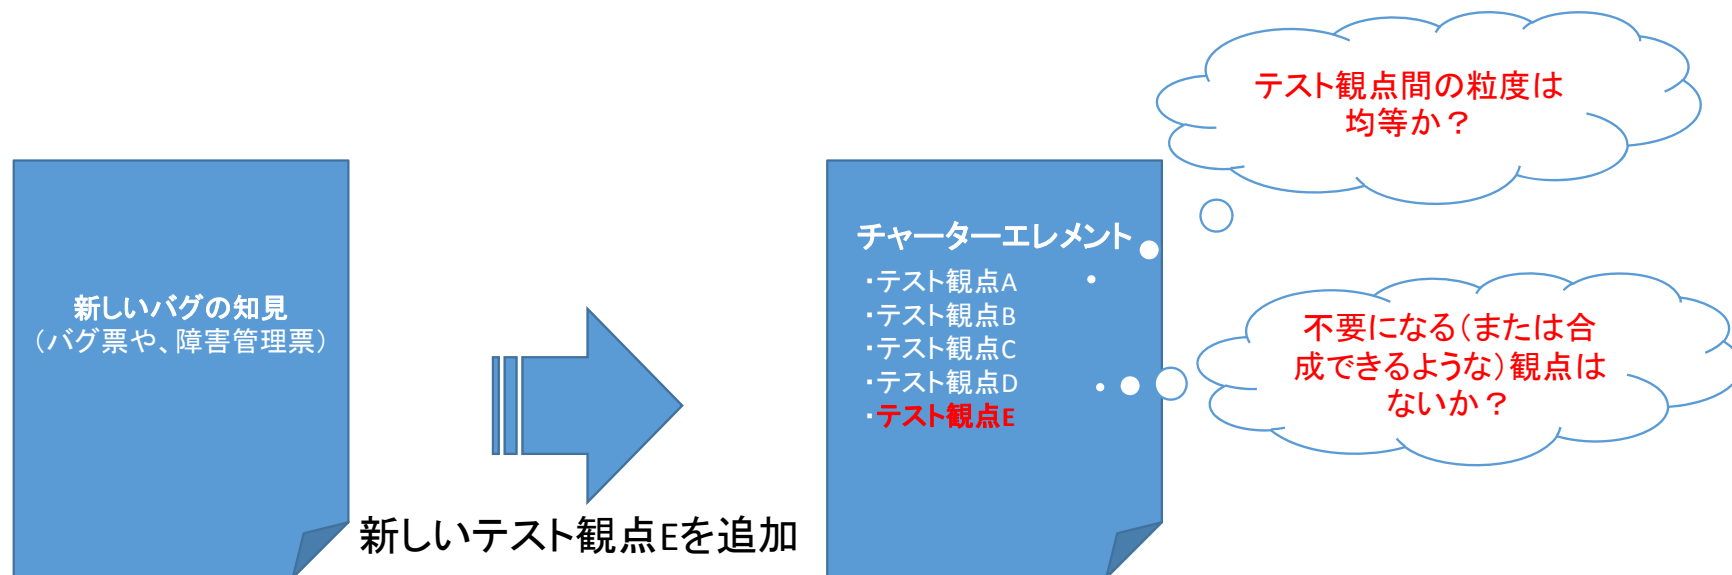 新しいバグの知見
（バグ票や、障害管理票）
新しいテスト観点Eを追加
チャーターエレメント
・テスト観点A
・テスト観点B
・テスト観点C
・テスト観点D
・テスト観点E
テスト観点間の粒度は
均等か？
不要になる（または合
成できるような）観点は
ないか？